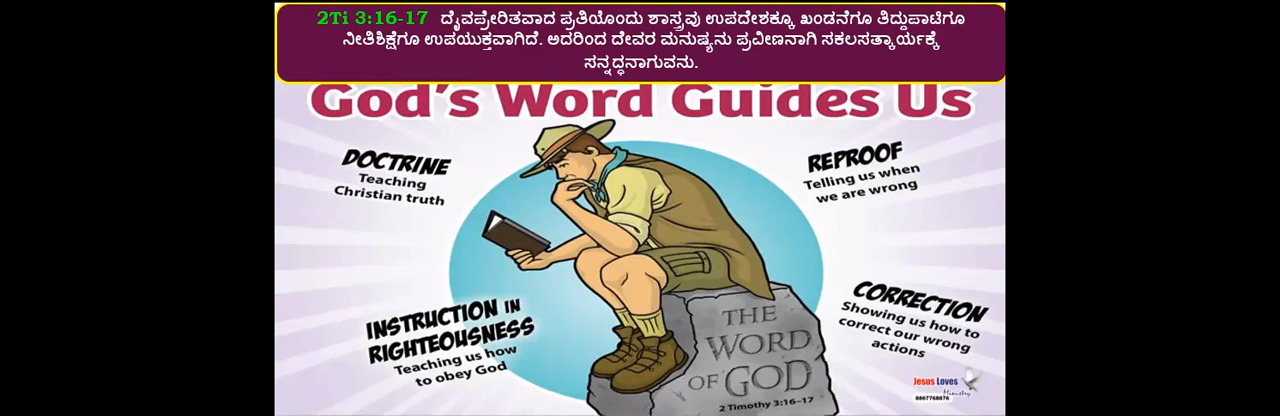 2Ti 3:16-17 ದೈವಪ್ರೇರಿತವಾದ ಪ್ರತಿಯೊಂದು ಶಾಸ್ತ್ರವು ಉಪದೇಶಕ್ಕೂ ಖಂಡನೆಗೂ ತಿದ್ದುಪಾಟಿಗೂ
ನೀತಿಶಿಕ್ಷೆಗೂ ಉಪಯುಕ್ತವಾಗಿದೆ. ಅದರಿಂದ ದೇವರ ಮನುಷ್ಯನು ಪ್ರವೀಣನಾಗಿ ಸಕಲಸತ್ಕಾರ್ಯಕ್ಕೆ
ಸನ್ನದ್ಧನಾಗುವನು.
God's Word Guides Us
DOCTRINE
Teaching
Christian truth
REPROOF
Telling us when
we are wrong
INSTRUCTION IN
RIGHTEOUSNESS
Teaching us how
to obey God
CORRECTION
Showing us how to
correct our wrong
actions
THE
WORD
OF GOD
2 Timothy 3:16–17
Jesus Loves
Ministry
8867768876